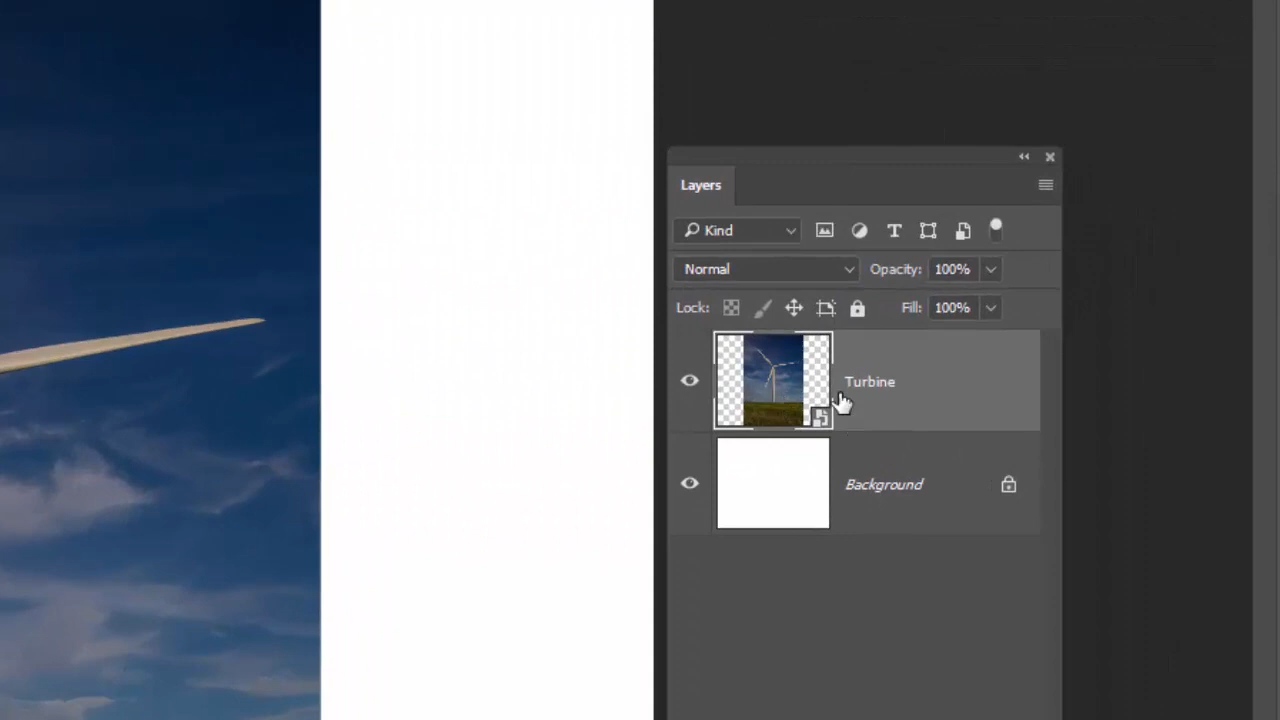 Layers
Kind
Normal Opacity: 100%
Lock: Fill: 100%
Turbine
Background